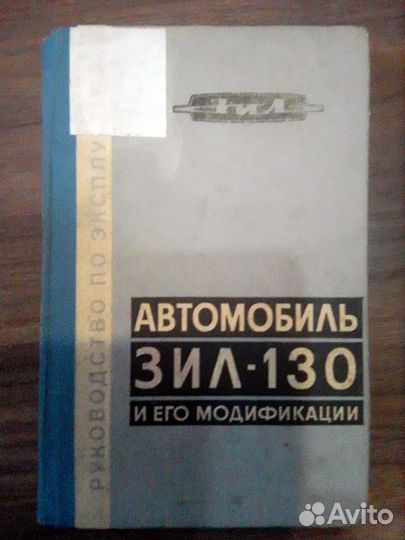 ЗИЛ
АВТОМОБИЛЬ
ЗИЛ-130
И ЕГО МОДИФИКАЦИИ
РУКОВОДСТВО ПО ЭКСПЛУ
Avito